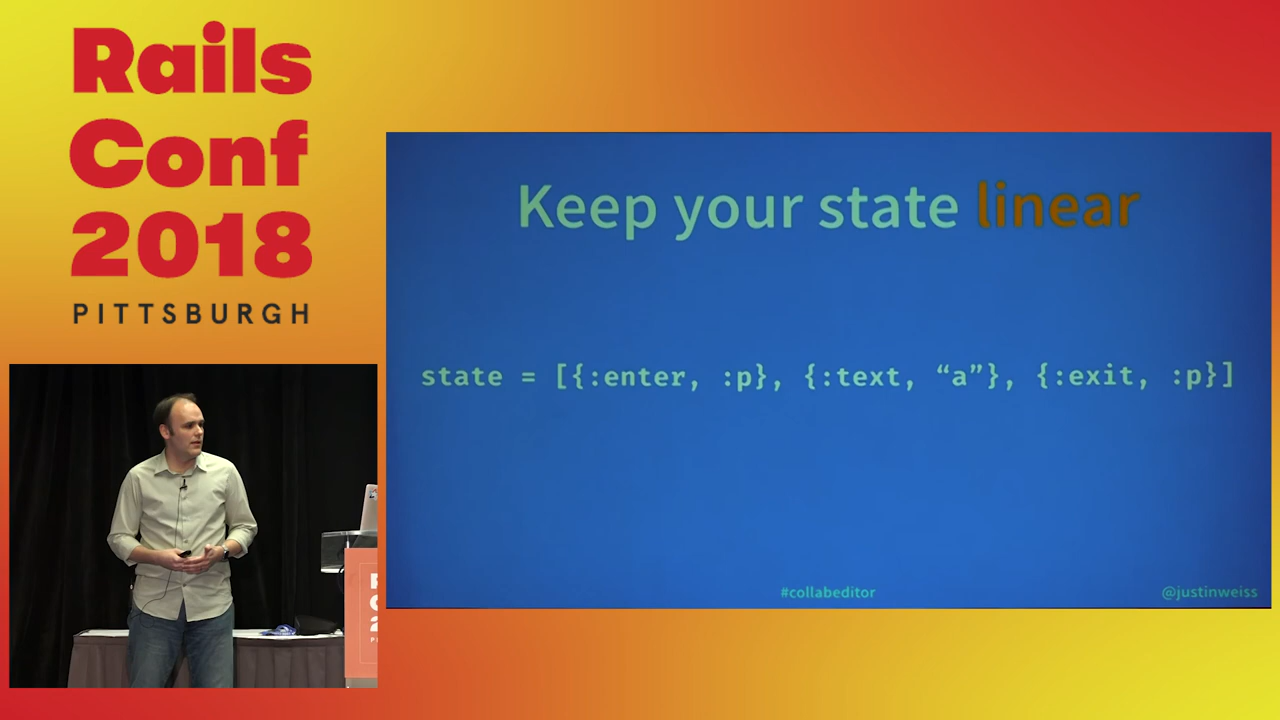 Rails
Conf
2018
PITTSBURGH
Keep your state linear
state = [{:enter, :p}, {:text, “a”}, {:exit, :p}]
#collabeditor
@justinweiss